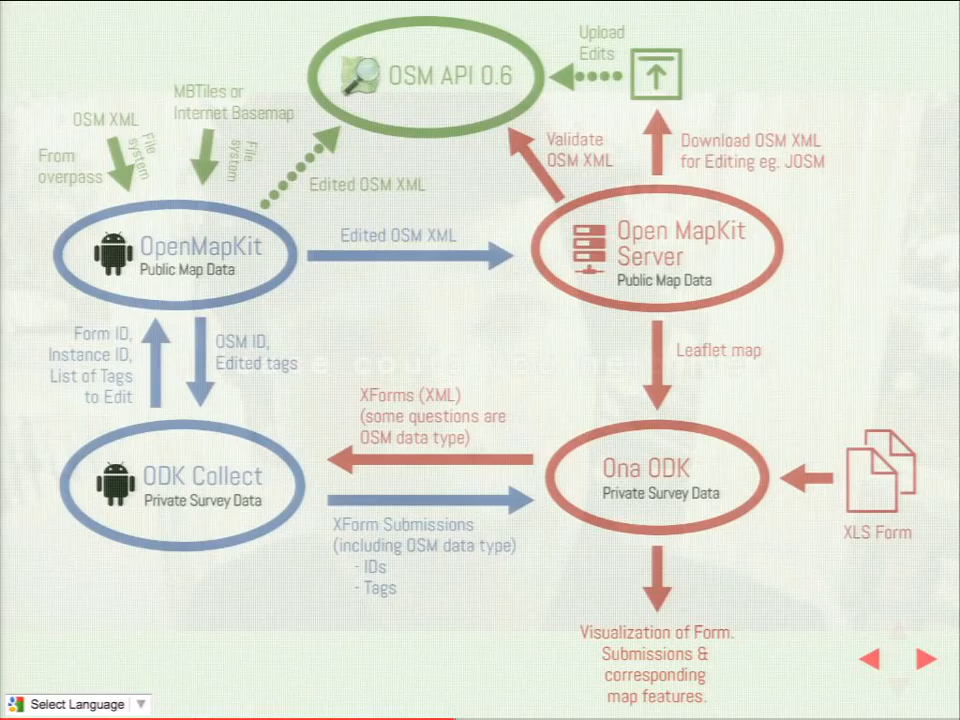 Upload
Edits
OSM API 0.6
MBTiles or
Internet Basemap
OSM XML
File
system
File
system
From
overpass
Validate
OSM XML
Download OSM XML
for Editing eg. JOSM
Edited OSM XML
OpenMapKit
Public Map Data
Edited OSM XML
Open MapKit
Server
Public Map Data
Form ID,
Instance ID,
List of Tags
to Edit
OSM ID,
Edited tags
Leaflet map
XForms (XML)
(some questions are
OSM data type)
ODK Collect
Private Survey Data
Ona ODK
Private Survey Data
XLS Form
XForm Submissions
(including OSM data type)
- IDs
- Tags
Visualization of Form.
Submissions &
corresponding
map features.
Select Language